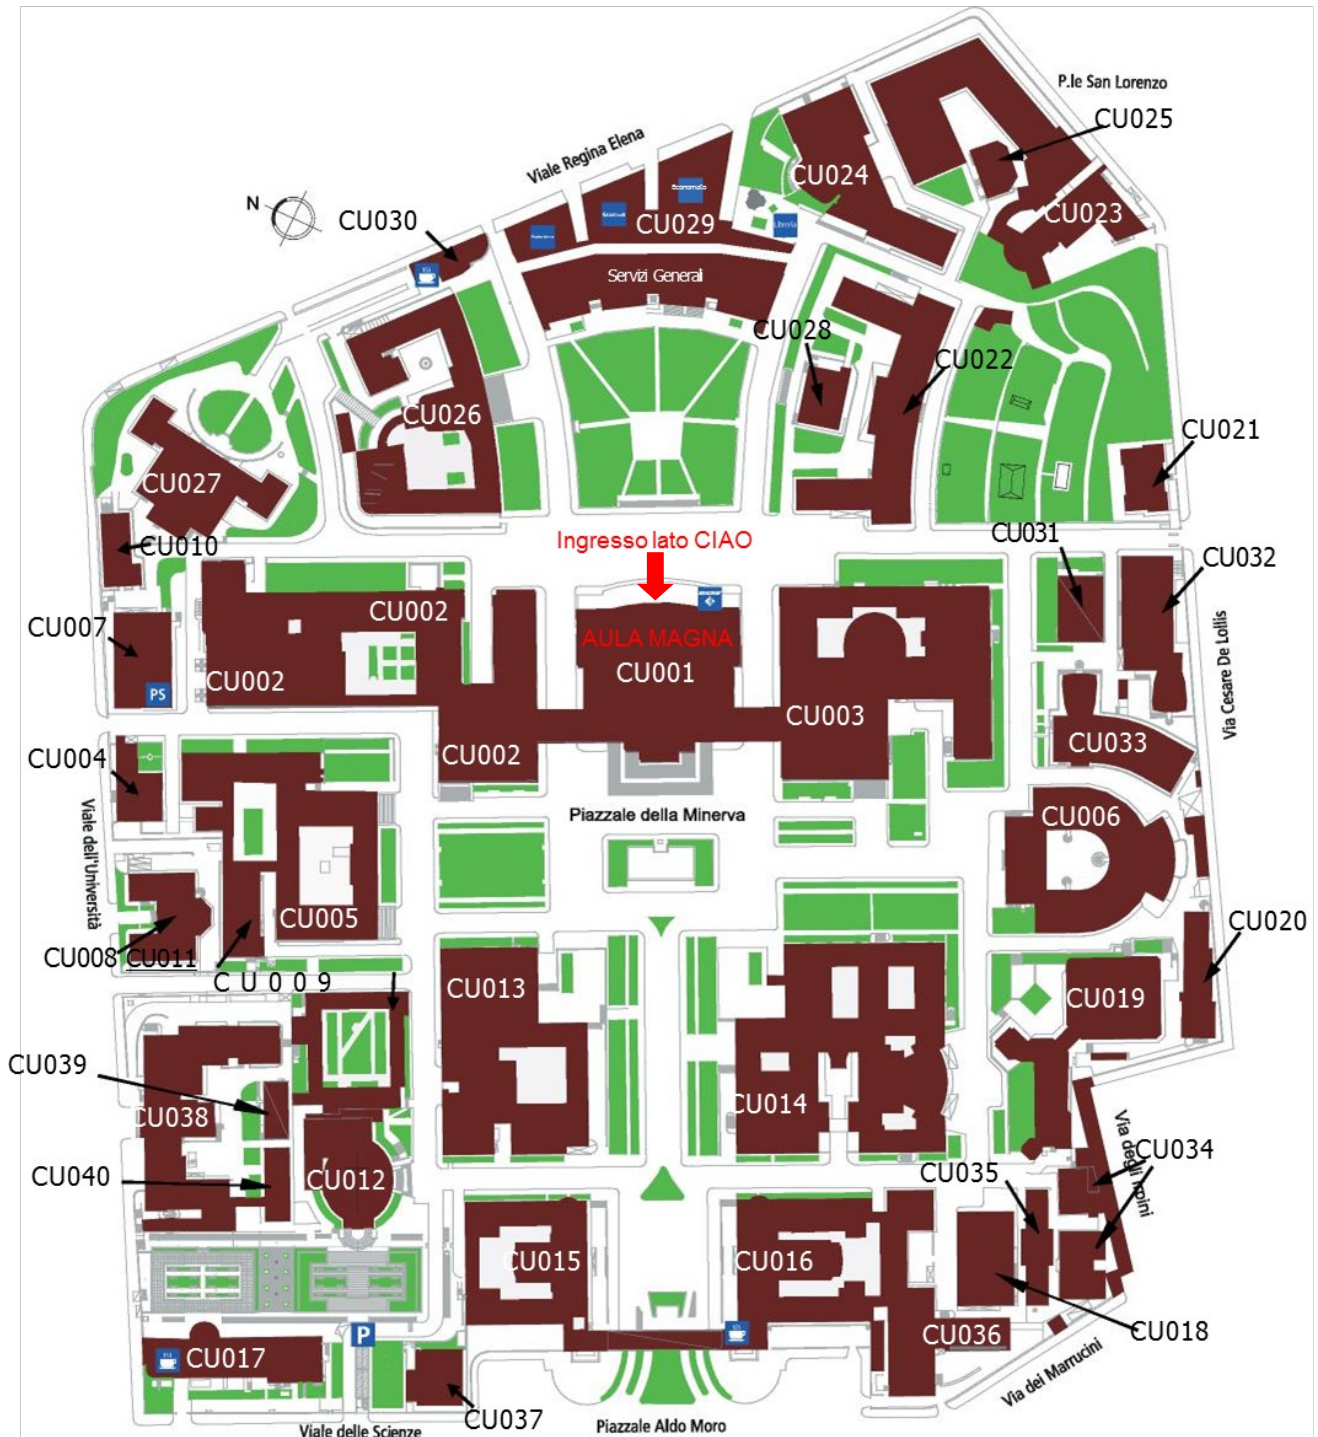 P.le San Lorenzo
CU025
Viale Regina Elena
CU024
Economato
N
CU030
CU029
CU023
Libreria
Servizi Generali
CU028
CU022
CU026
CU021
CU027
CU031
Ingresso lato CIAO
CU010
CU032
CU002
CU007
AULA MAGNA
CU001
CU002
PS
CU003
Via Cesare De Lollis
CU033
CU002
CU004
Piazzale della Minerva
CU006
Viale dell'Università
CU005
CU020
CU008
CU011
CU009
CU013
CU019
CU039
CU038
CU014
Via degli Irpini
CU034
CU035
CU040
CU012
CU015
CU016
P
CU036
CU018
CU017
Via dei Marrucini
CU037
Viale delle Scienze
Piazzale Aldo Moro